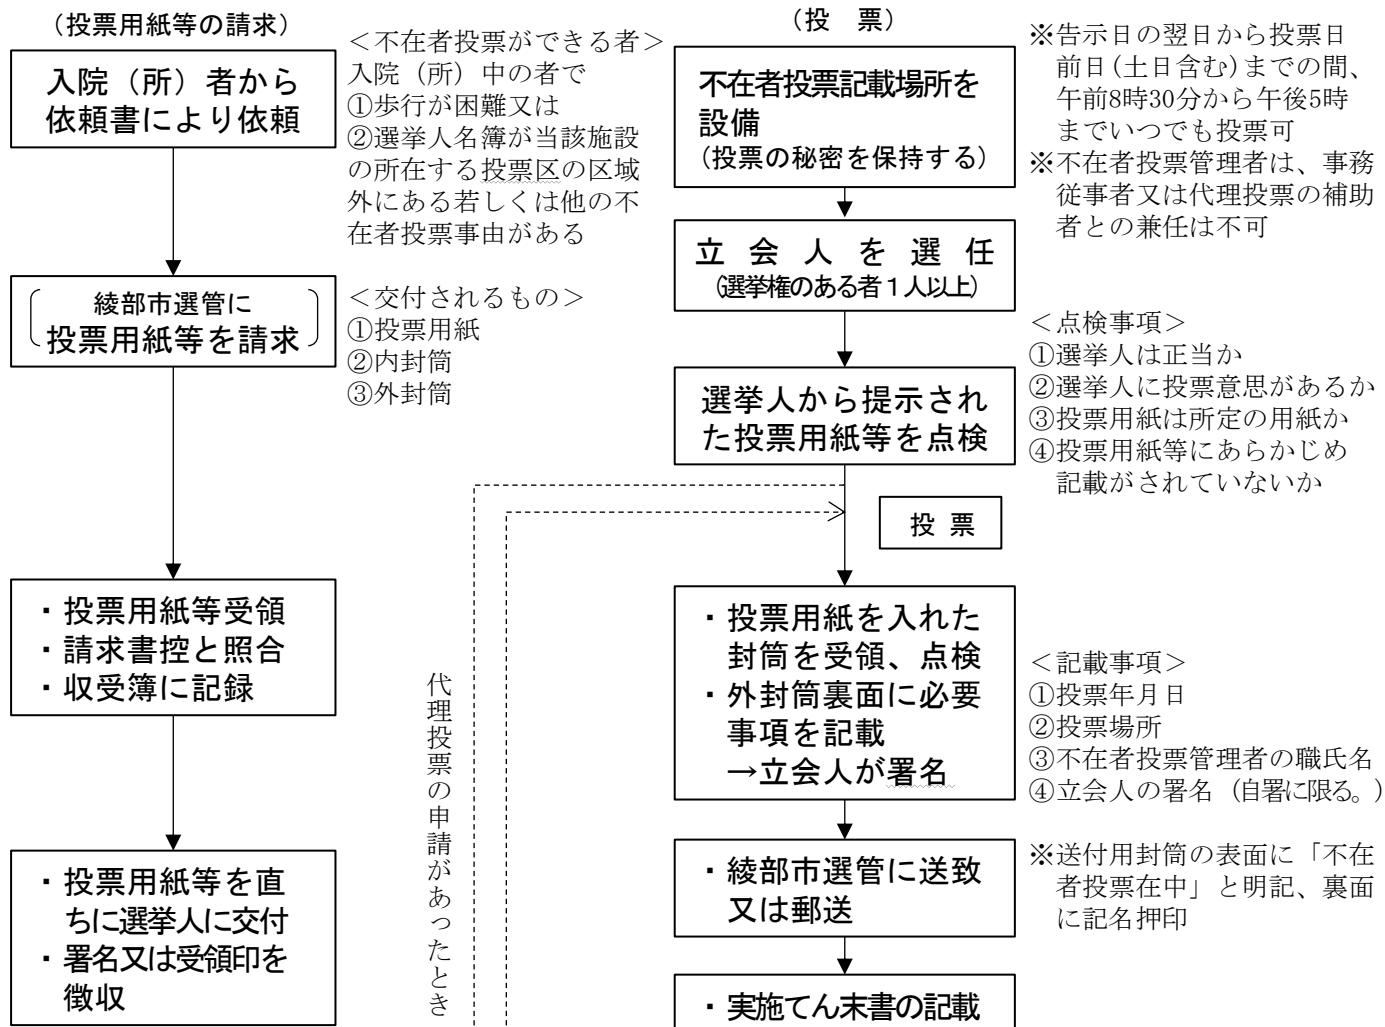 （投票用紙等の請求）
入院（所）者から
依頼書により依頼
＜不在者投票ができる者＞
入院（所）中の者で
①歩行が困難又は
②選挙人名簿が当該施設
の所在する投票区の区域
外にある若しくは他の不
在者投票事由がある
綾部市選管に
投票用紙等を請求
＜交付されるもの＞
①投票用紙
②内封筒
③外封筒
・投票用紙等受領
・請求書控と照合
・収受簿に記録
・投票用紙等を直
ちに選挙人に交付
・署名又は受領印を
徴収
代理投票の申請があったとき
（投　票）
不在者投票記載場所を
設備
（投票の秘密を保持する）
※告示日の翌日から投票日
前日（土日含む）までの間、
午前8時30分から午後5時
までいつでも投票可
※不在者投票管理者は、事務
従事者又は代理投票の補助
者との兼任は不可
立　会　人　を　選　任
（選挙権のある者１人以上）
選挙人から提示され
た投票用紙等を点検
＜点検事項＞
①選挙人は正当か
②選挙人に投票意思があるか
③投票用紙は所定の用紙か
④投票用紙等にあらかじめ
記載がされていないか
投 票
・投票用紙を入れた
封筒を受領、点検
・外封筒裏面に必要
事項を記載
→立会人が署名
＜記載事項＞
①投票年月日
②投票場所
③不在者投票管理者の職氏名
④立会人の署名（自署に限る。）
・綾部市選管に送致
又は郵送
※送付用封筒の表面に「不在
者投票在中」と明記、裏面
に記名押印
・実施てん末書の記載